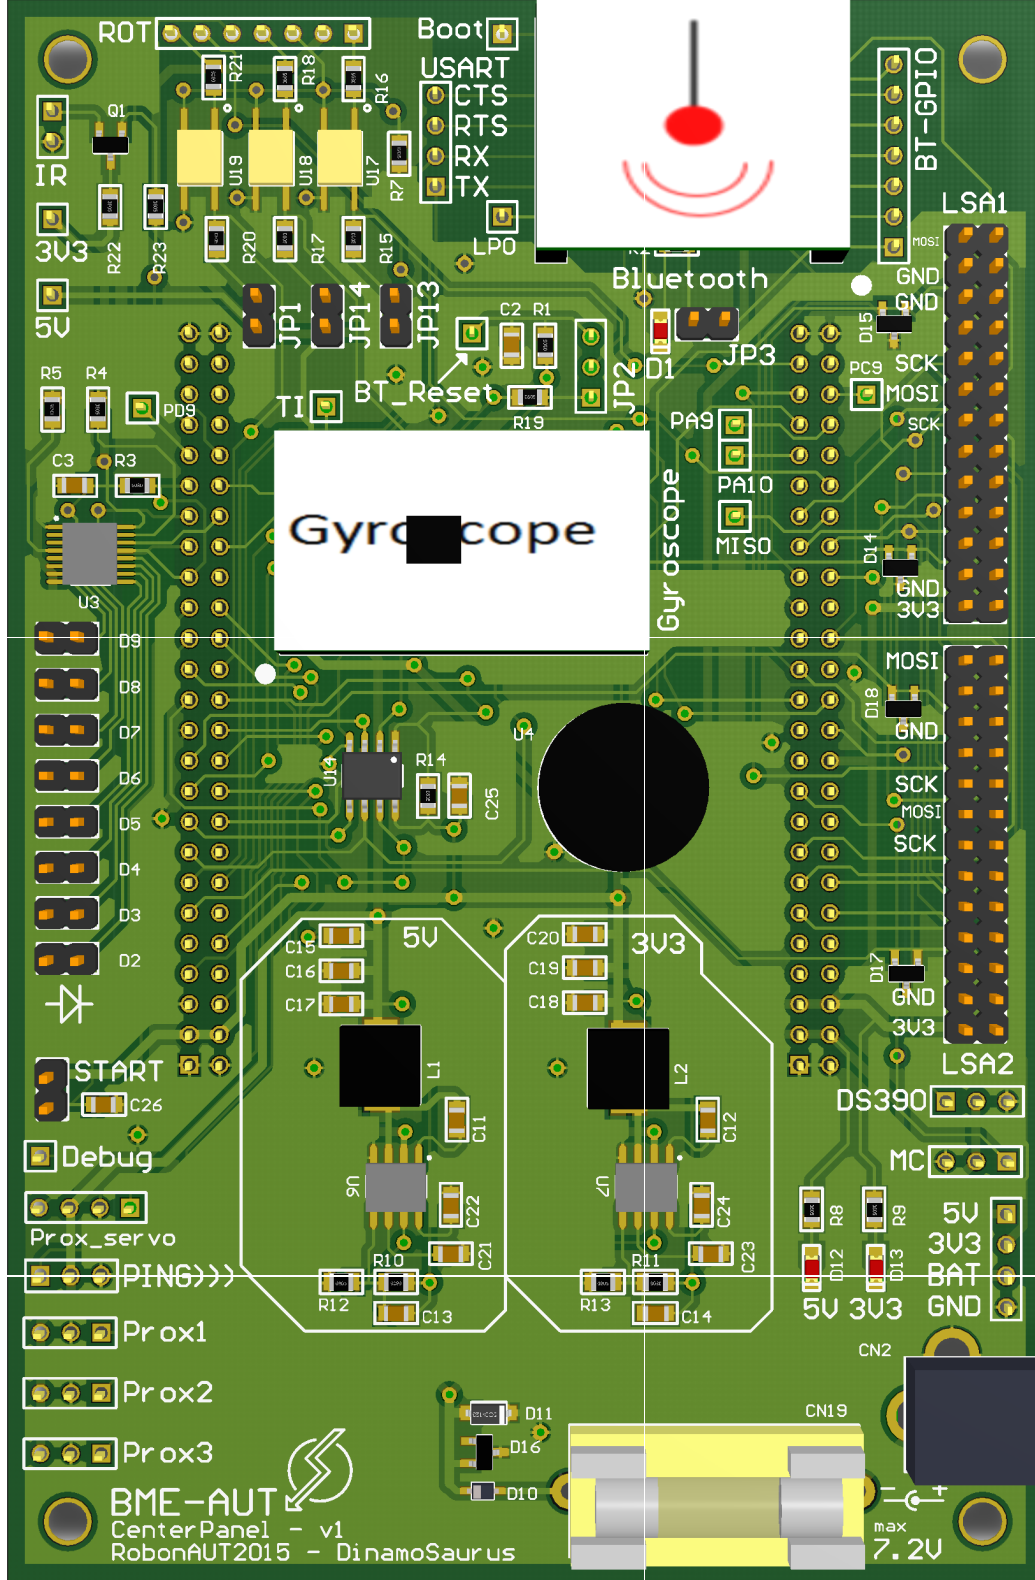 ROT
Boot
USART
CTS
RTS
RX
TX
LPO
BT-GPIO
R21
R18
R16
Q1
IR
U19
U18
U17
R7
3V3
R22
R23
R20
R17
R15
5V
JP1
JP14
JP13
Bluetooth
LSA1
MOSI
GND
GND
D15
SCK
PC9
MOSI
SCK
C2
R1
JP2
D1
JP3
BT_Reset
R5
R4
PD9
TI
R19
PA9
PA10
MISO
C3
R3
U3
Gyroscope
D14
GND
3V3
D9
D8
D7
D6
D5
D4
D3
D2
MOSI
D18
GND
SCK
MOSI
SCK
U4
U14
R14
C25
D17
GND
3V3
LSA2
C15
5V
C16
C17
C20
3V3
C19
C18
L1
L2
START
C26
C11
C12
DS390
Debug
MC
U6
U7
C22
C24
R8
R9
Prox_servo
C21
C23
5V
3V3
BAT
GND
PING>>>
R10
R12
C13
R11
R13
C14
D12
D13
5V
3V3
Prox1
CN2
Prox2
D11
CN19
Prox3
D16
D10
BME-AUT
CenterPanel - v1
RobonAUT2015 - DinamoSaurus
- +
max
7.2V